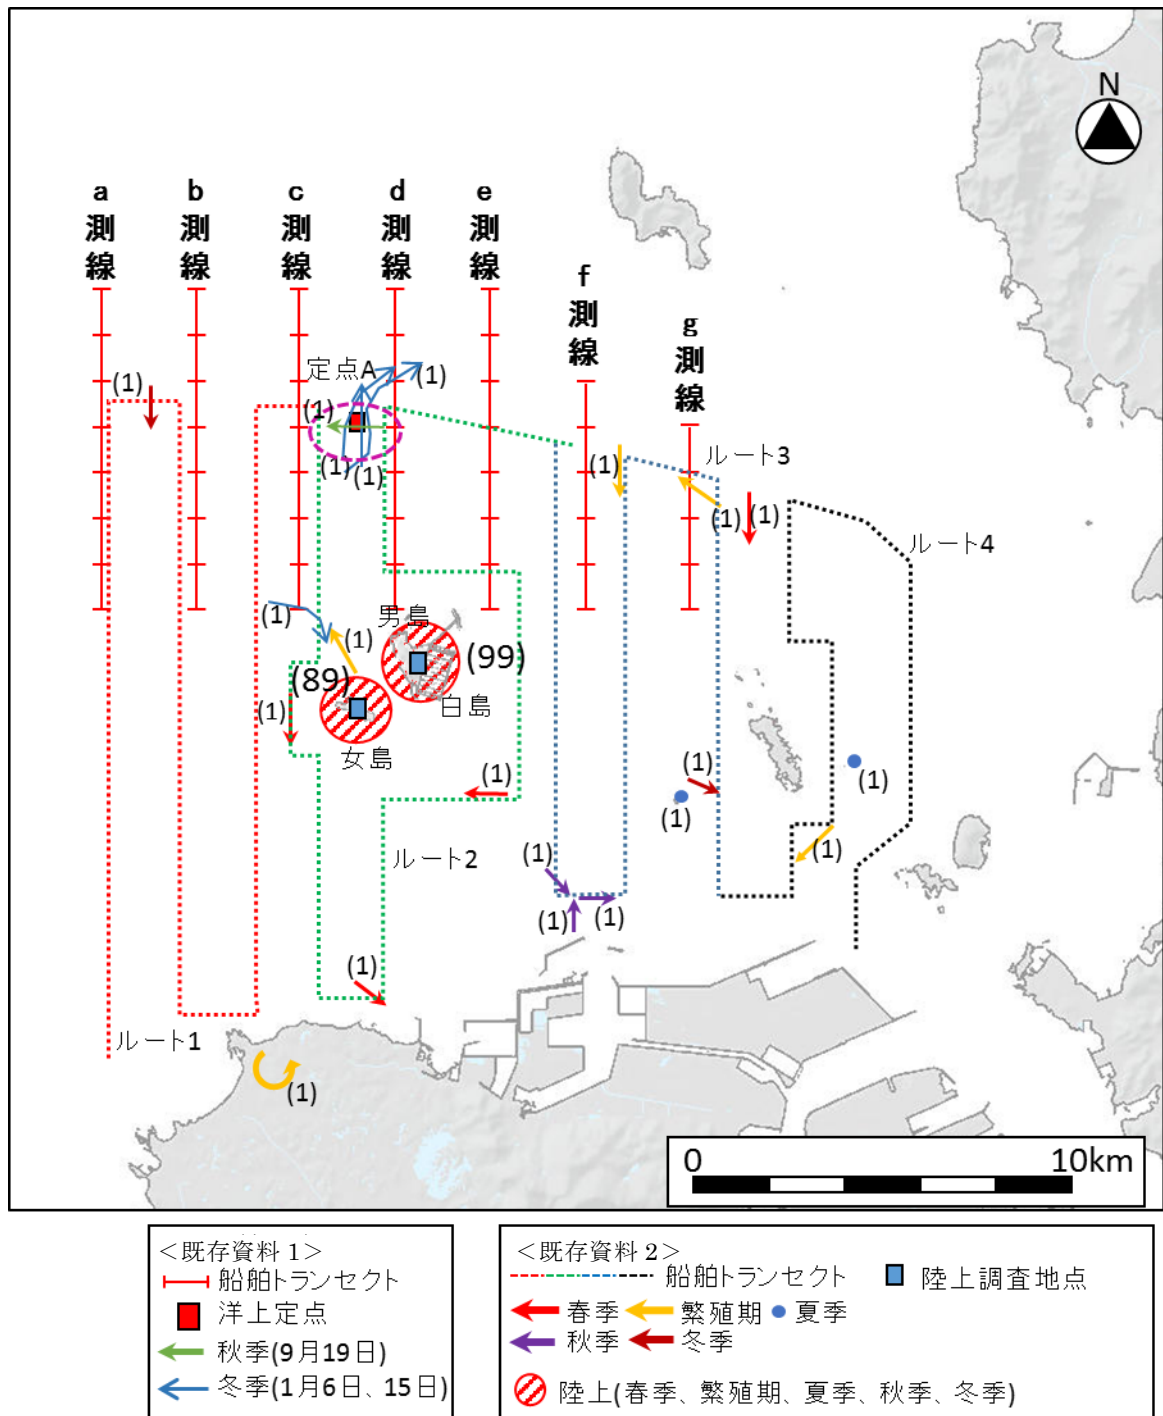 N
a
測
線
b
測
線
c
測
線
d
測
線
e
測
線
f
測
線
g
測
線
定点A
(1)
(1)
(1)
(1)
(1)
ルート3
(1)
(1)
(1)
ルート4
(1)
(1)
男島
(99)
(89)
白島
女島
(1)
(1)
(1)
(1)
(1)
(1)
ルート2
(1)
(1)
(1)
(1)
ルート1
(1)
0 10km
＜既存資料1＞
船舶トランセクト
洋上定点
秋季(9月19日)
冬季(1月6日、15日)
＜既存資料2＞
船舶トランセクト 陸上調査地点
春季 繁殖期 夏季
秋季 冬季
陸上(春季、繁殖期、夏季、秋季、冬季)